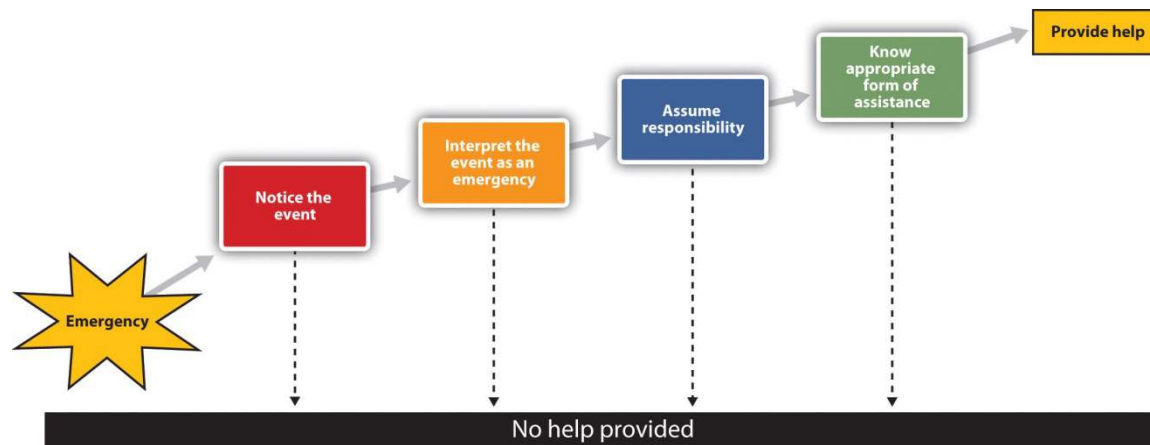 Emergency
Notice the
event
Interpret the
event as an
emergency
Assume
responsibility
Know
appropriate
form of
assistance
Provide help
No help provided